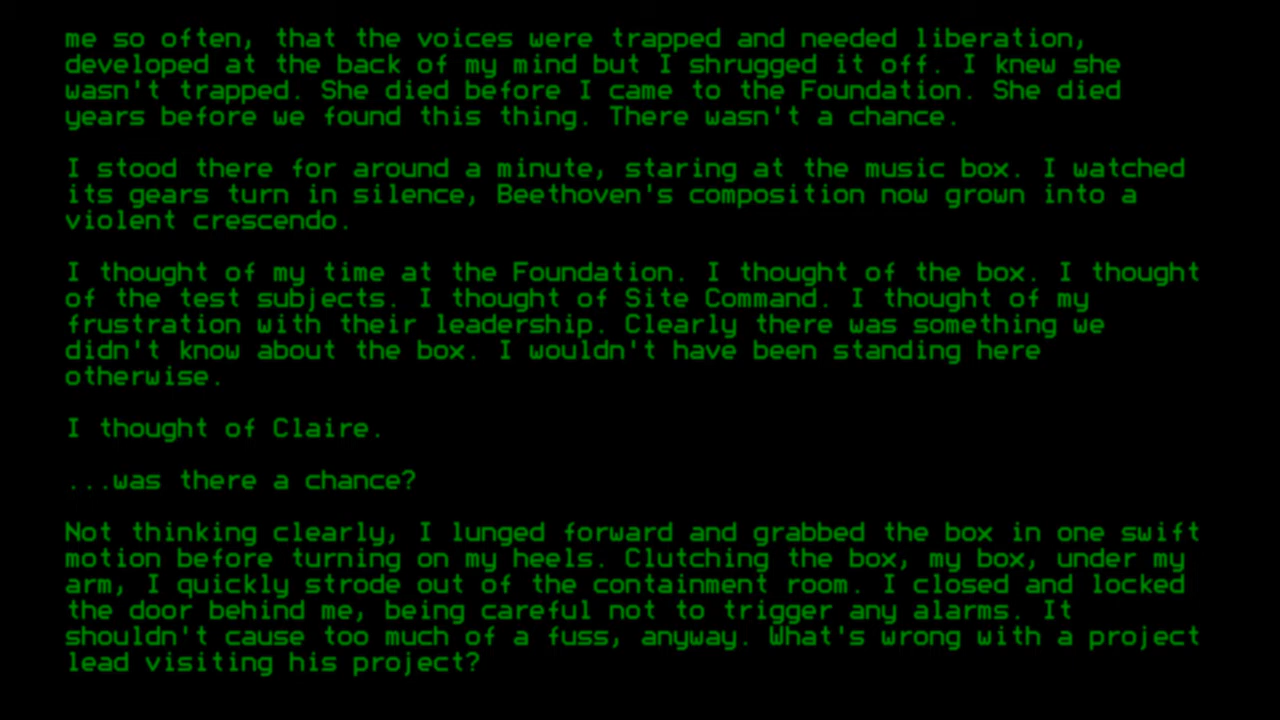 me so often, that the voices were trapped and needed liberation,
developed at the back of my mind but I shrugged it off. I knew she
wasn't trapped. She died before I came to the Foundation. She died
years before we found this thing. There wasn't a chance.
I stood there for around a minute, staring at the music box. I watched
its gears turn in silence, Beethoven's composition now grown into a
violent crescendo.
I thought of my time at the Foundation. I thought of the box. I thought
of the test subjects. I thought of Site Command. I thought of my
frustration with their leadership. Clearly there was something we
didn't know about the box. I wouldn't have been standing here
otherwise.
I thought of Claire.
...was there a chance?
Not thinking clearly, I lunged forward and grabbed the box in one swift
motion before turning on my heels. Clutching the box, my box, under my
arm, I quickly strode out of the containment room. I closed and locked
the door behind me, being careful not to trigger any alarms. It
shouldn't cause too much of a fuss, anyway. What's wrong with a project
lead visiting his project?